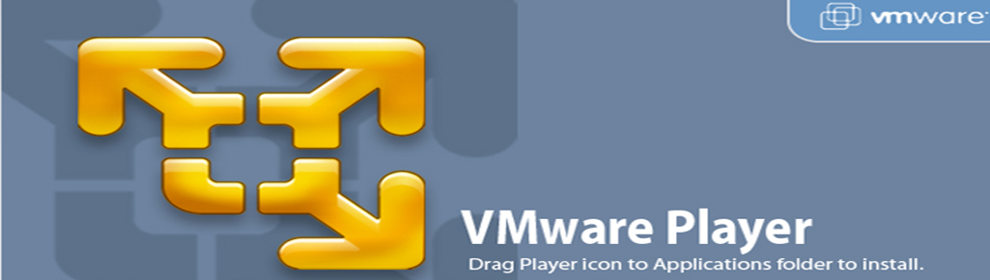 vmware
VMware Player
Drag Player icon to Applications folder to install.